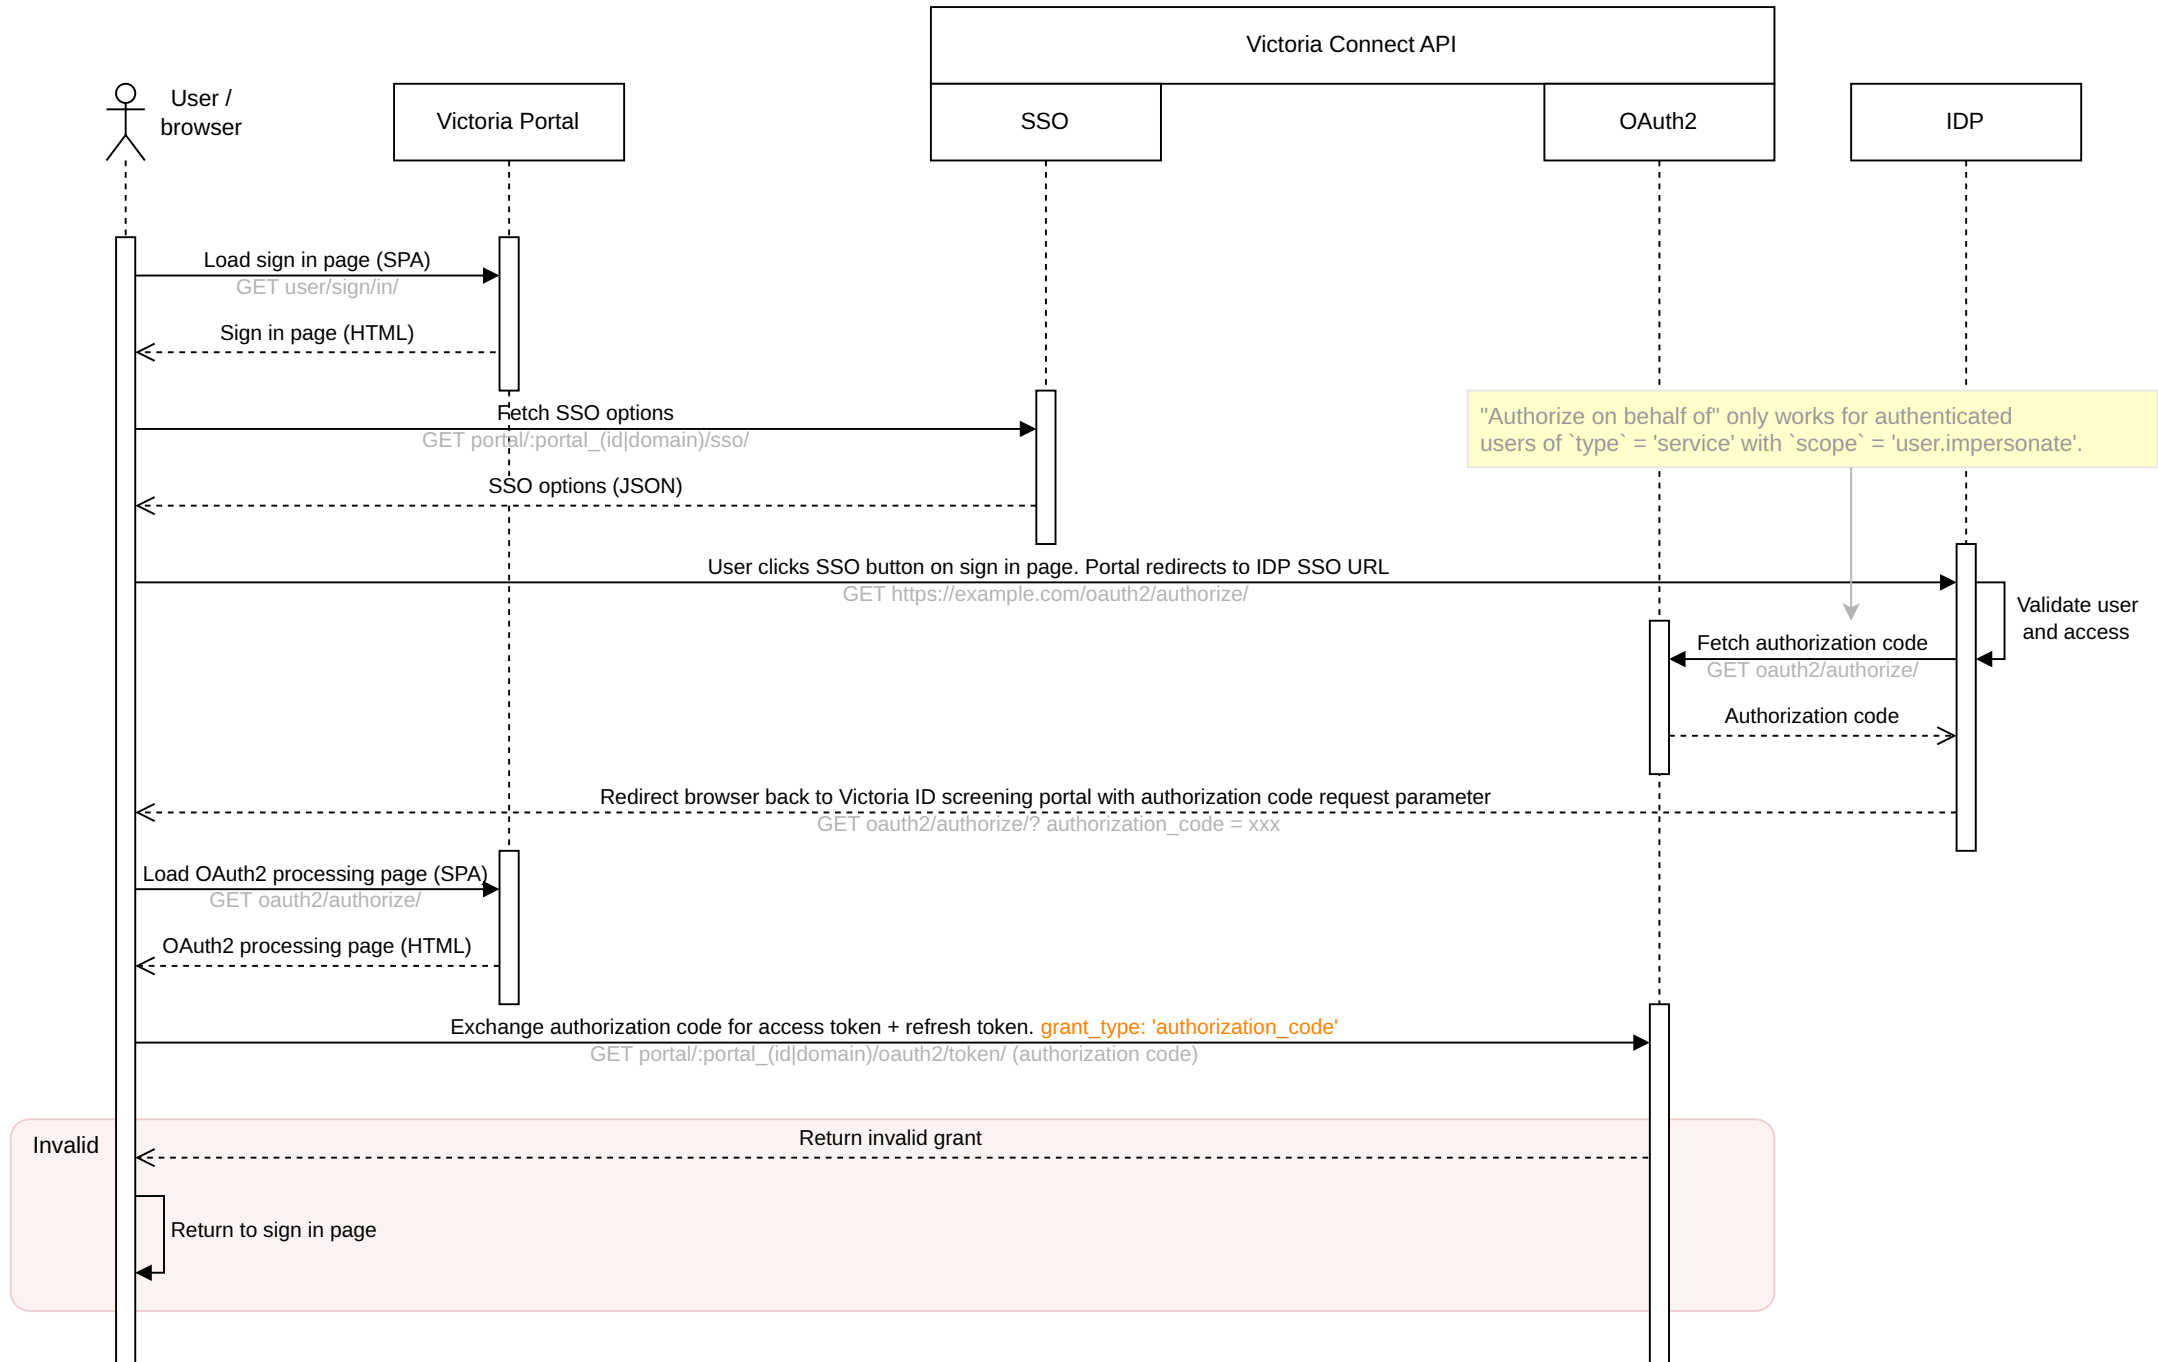 Victoria Connect API
User /
browser
Victoria Portal
SSO
OAuth2
IDP
Load sign in page (SPA)
GET user/sign/in/
Sign in page (HTML)
Fetch SSO options
GET portal/:portal_(id|domain)/sso/
"Authorize on behalf of" only works for authenticated
users of `type` = 'service' with `scope` = 'user.impersonate'.
SSO options (JSON)
User clicks SSO button on sign in page. Portal redirects to IDP SSO URL
GET https://example.com/oauth2/authorize/
Validate user
and access
Fetch authorization code
GET oauth2/authorize/
Authorization code
Redirect browser back to Victoria ID screening portal with authorization code request parameter
GET oauth2/authorize/? authorization_code = xxx
Load OAuth2 processing page (SPA)
GET oauth2/authorize/
OAuth2 processing page (HTML)
Exchange authorization code for access token + refresh token. grant_type: 'authorization_code'
GET portal/:portal_(id|domain)/oauth2/token/ (authorization code)
Invalid
Return invalid grant
Return to sign in page